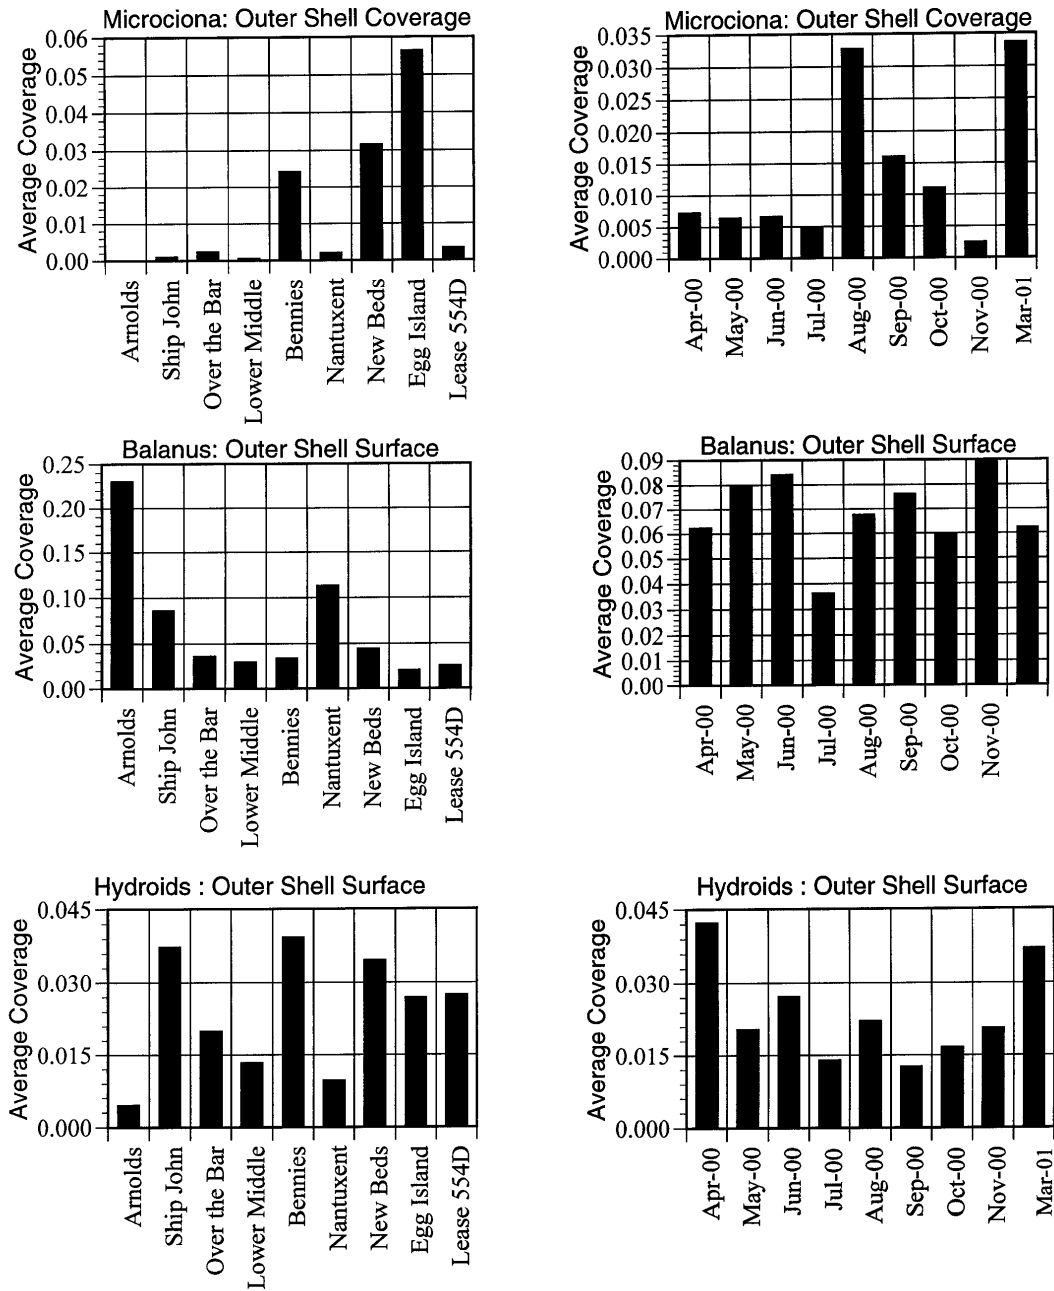 Microciona: Outer Shell Coverage
Average Coverage
0.06
0.05
0.04
0.03
0.02
0.01
0.00
Arnolds
Ship John
Over the Bar
Lower Middle
Bennies
Nantuxent
New Beds
Egg Island
Lease 554D
Microciona: Outer Shell Coverage
Average Coverage
0.035
0.030
0.025
0.020
0.015
0.010
0.005
0.000
Apr-00
May-00
Jun-00
Jul-00
Aug-00
Sep-00
Oct-00
Nov-00
Mar-01
Balanus: Outer Shell Surface
Average Coverage
0.25
0.20
0.15
0.10
0.05
0.00
Arnolds
Ship John
Over the Bar
Lower Middle
Bennies
Nantuxent
New Beds
Egg Island
Lease 554D
Balanus: Outer Shell Surface
Average Coverage
0.09
0.08
0.07
0.06
0.05
0.04
0.03
0.02
0.01
0.00
Apr-00
May-00
Jun-00
Jul-00
Aug-00
Sep-00
Oct-00
Nov-00
Hydroids : Outer Shell Surface
Average Coverage
0.045
0.030
0.015
0.000
Arnolds
Ship John
Over the Bar
Lower Middle
Bennies
Nantuxent
New Beds
Egg Island
Lease 554D
Hydroids : Outer Shell Surface
Average Coverage
0.045
0.030
0.015
0.000
Apr-00
May-00
Jun-00
Jul-00
Aug-00
Sep-00
Oct-00
Nov-00
Mar-01